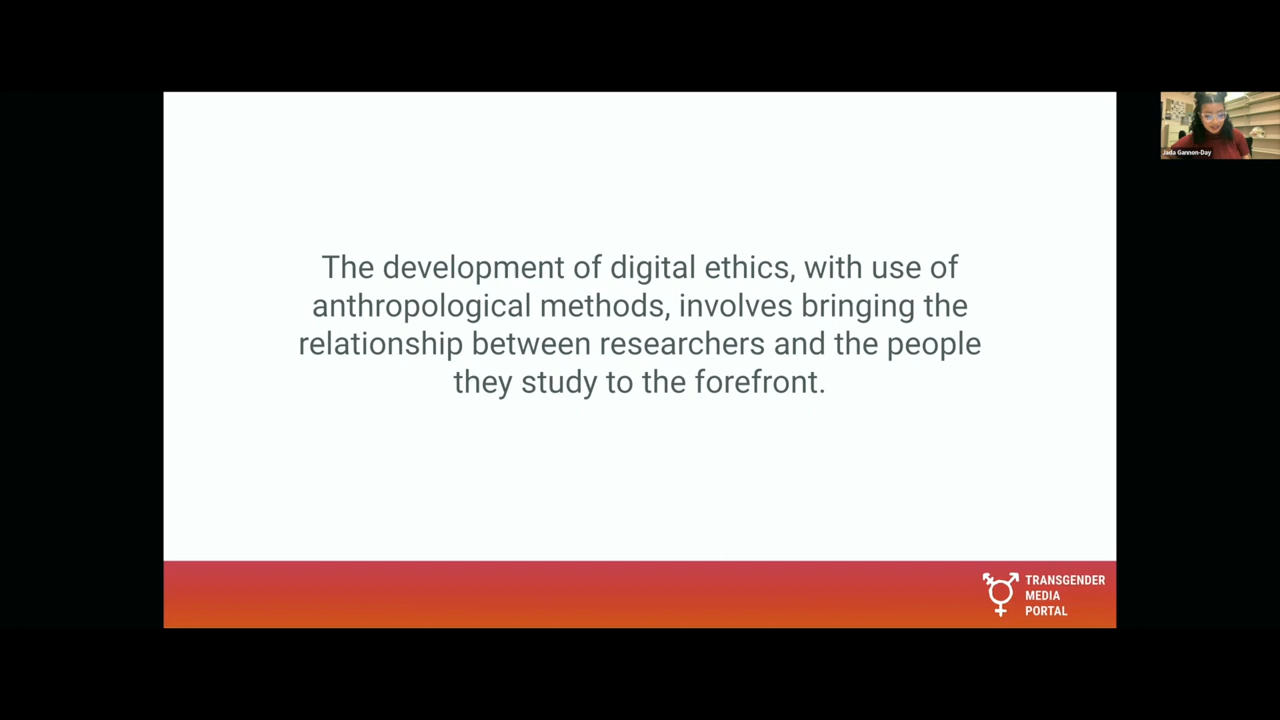 The development of digital ethics, with use of
anthropological methods, involves bringing the
relationship between researchers and the people
they study to the forefront.
TRANSGENDER
MEDIA
PORTAL
Jada Gannon-Day